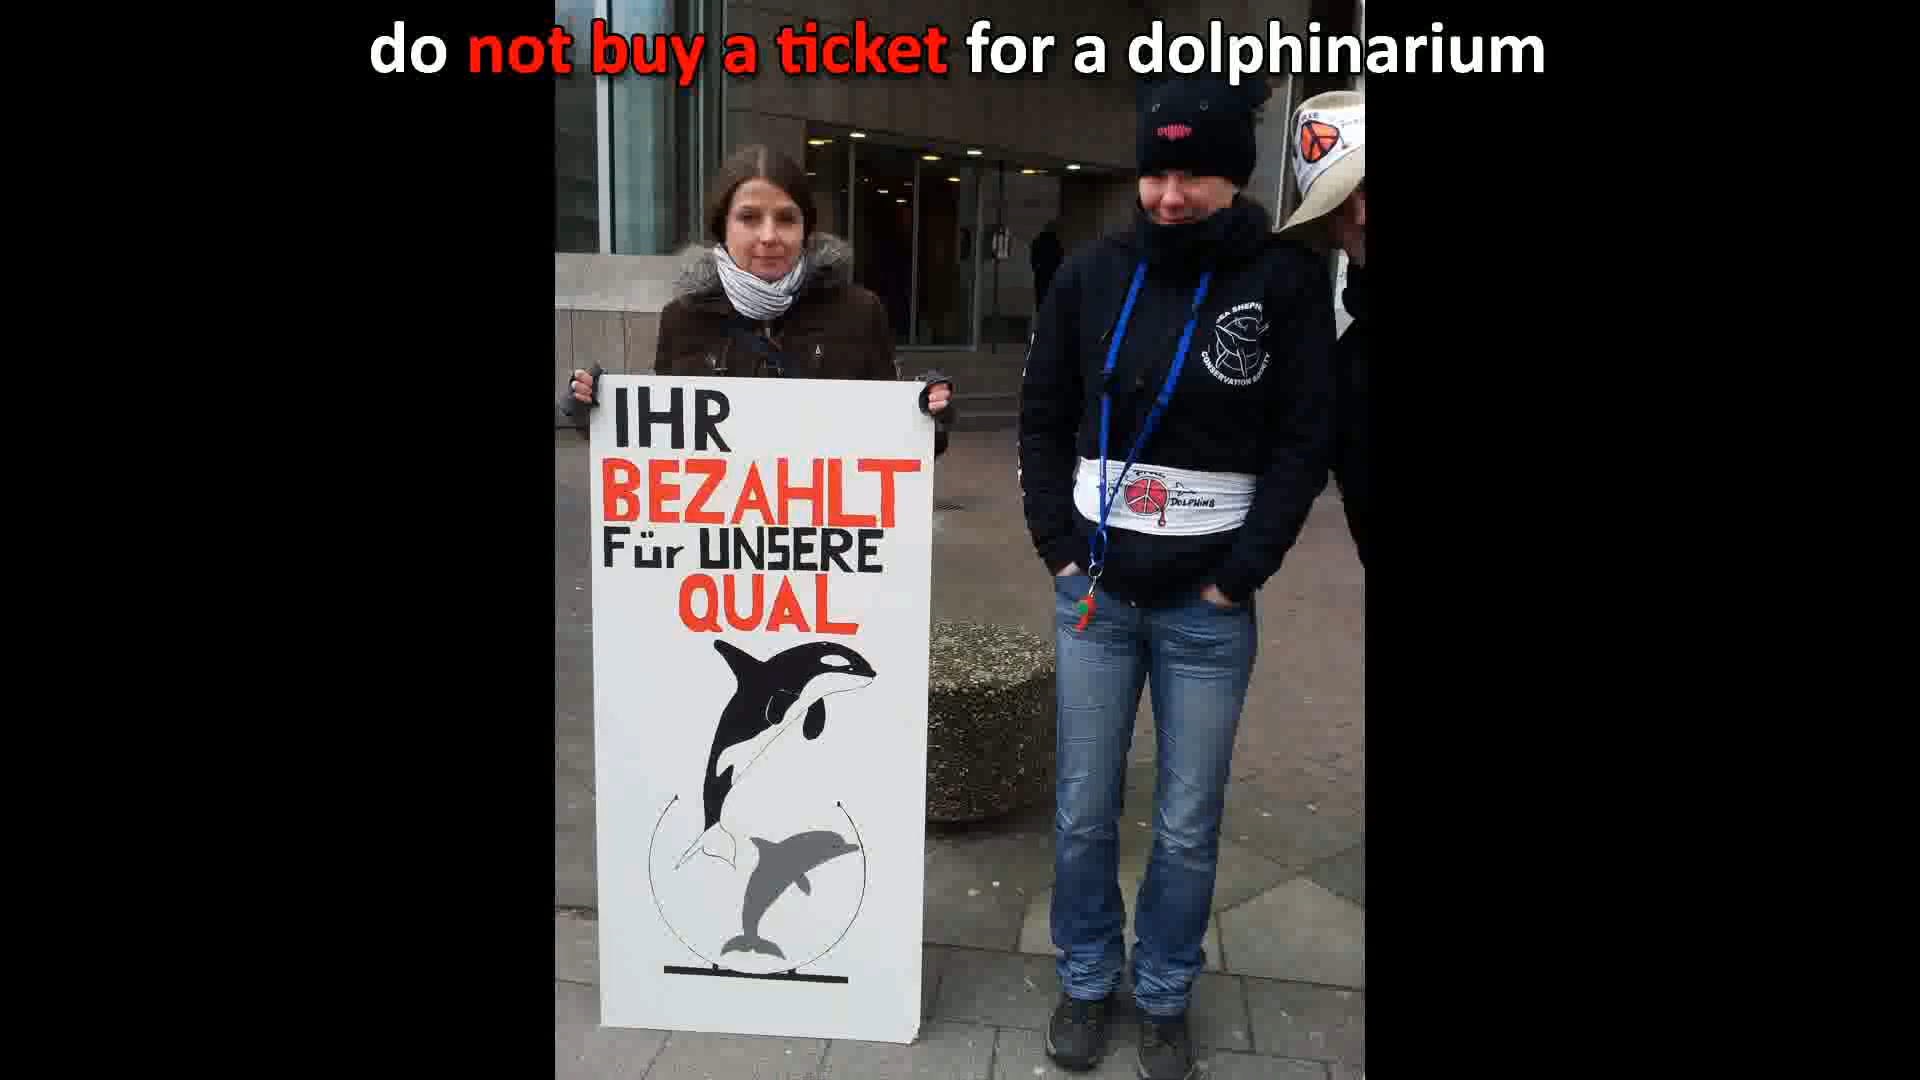 do not buy a ticket for a dolphinarium
IHR
BEZAHLT
Für UNSERE
QUAL
CONSERVATION SOCIETY
DOLPHINS